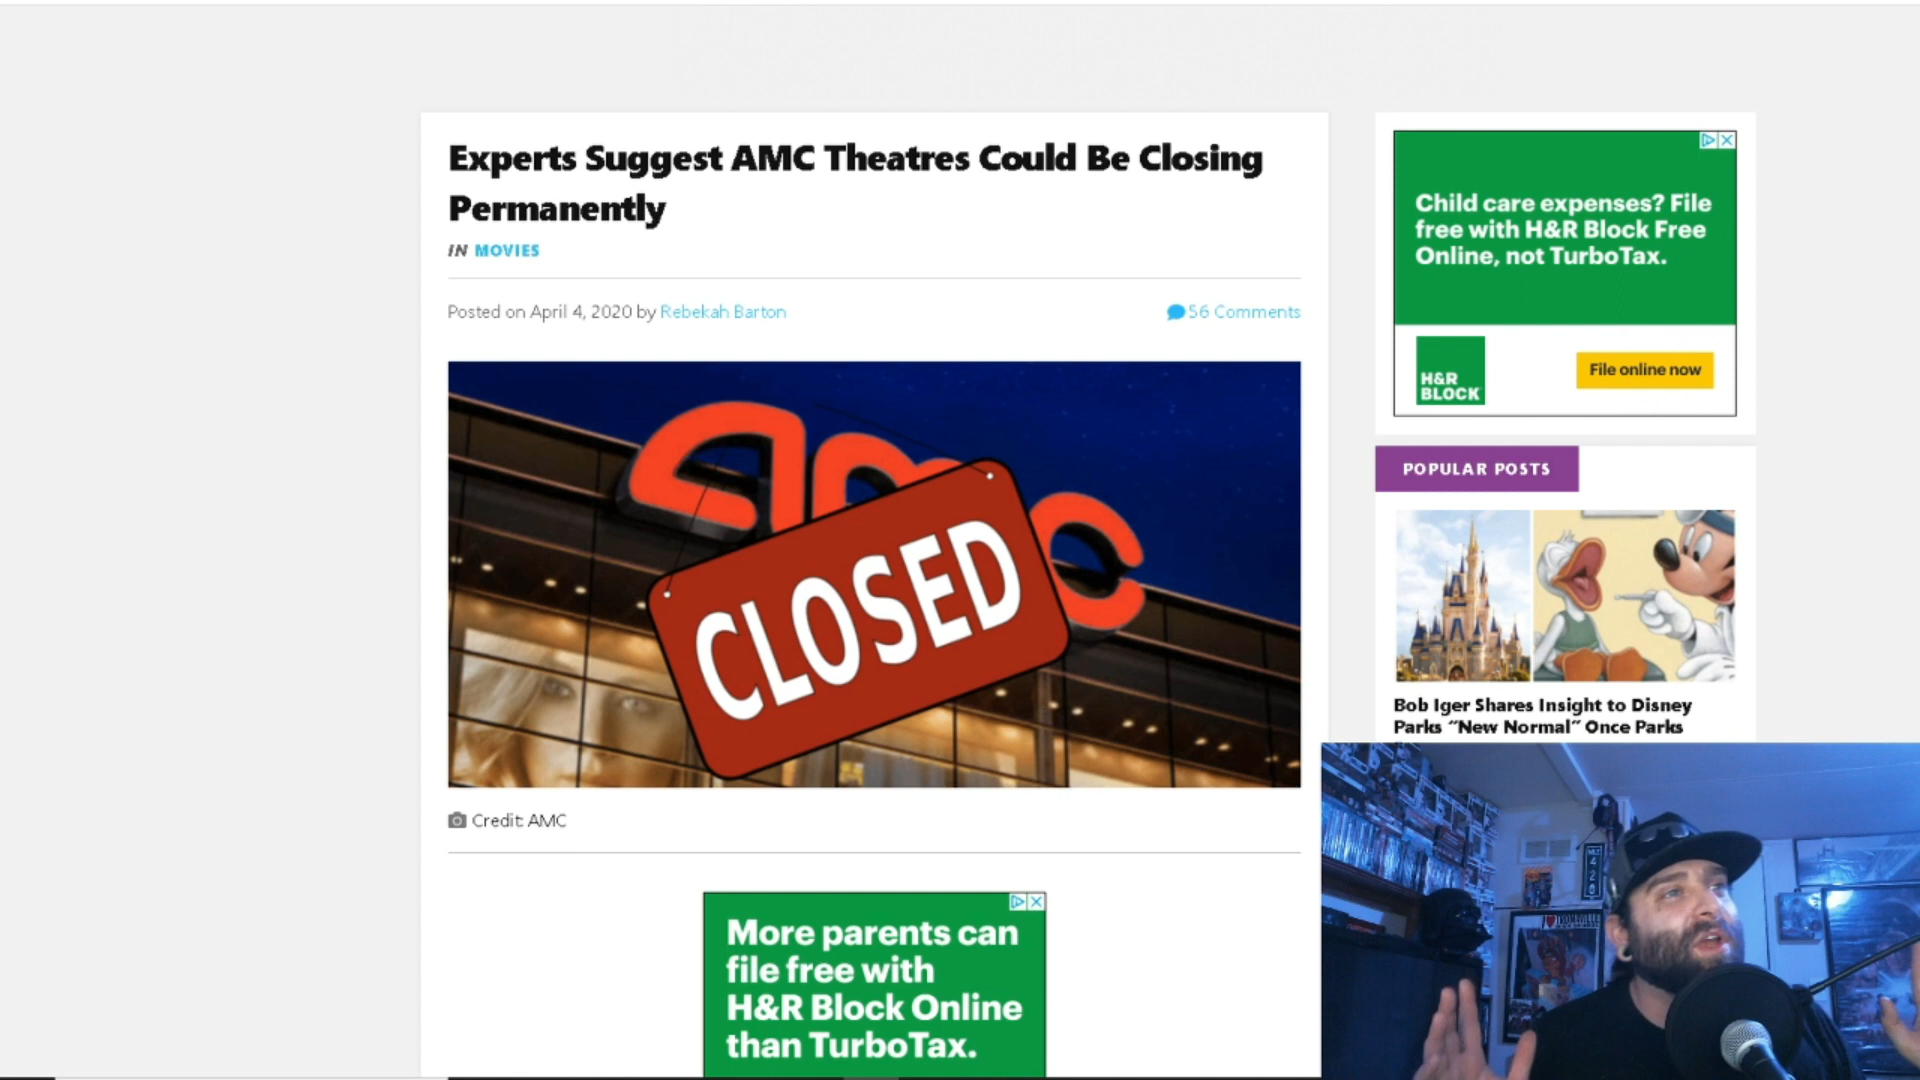 Experts Suggest AMC Theatres Could Be Closing
Permanently
IN MOVIES
Posted on April 4, 2020 by Rebekah Barton
56 Comments
amc
CLOSED
Credit: AMC
More parents can
file free with
H&R Block Online
than TurboTax.
Child care expenses? File
free with H&R Block Free
Online, not TurboTax.
H&R
BLOCK
File online now
POPULAR POSTS
Bob Iger Shares Insight to Disney
Parks “New Normal” Once Parks